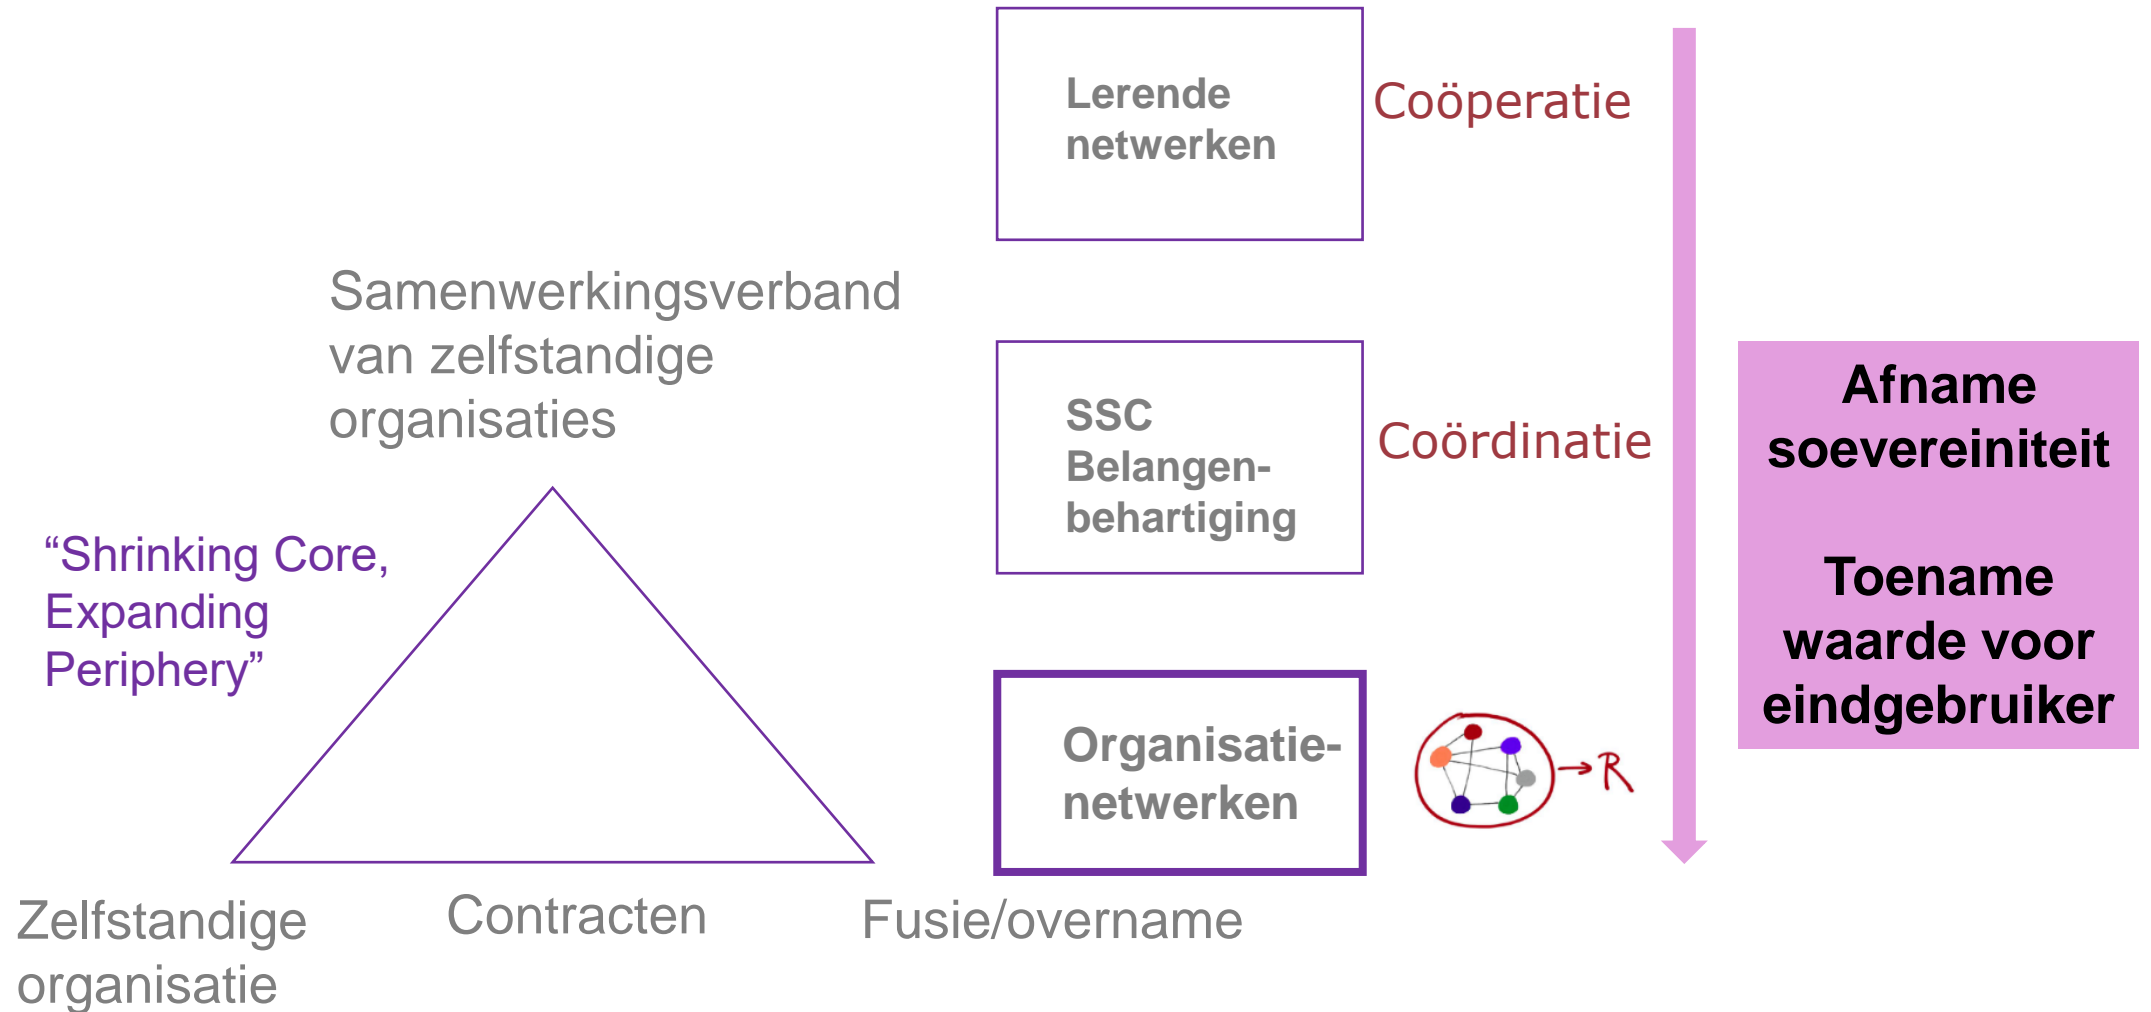 Lerende
netwerken
Coöperatie
Samenwerkingsverband
van zelfstandige
organisaties
SSC
Belangen-
behartiging
Coördinatie
Afname
soevereiniteit
Toename
waarde voor
eindgebruiker
“Shrinking Core,
Expanding
Periphery”
Organisatie-
netwerken
R
Zelfstandige
organisatie
Contracten
Fusie/overname